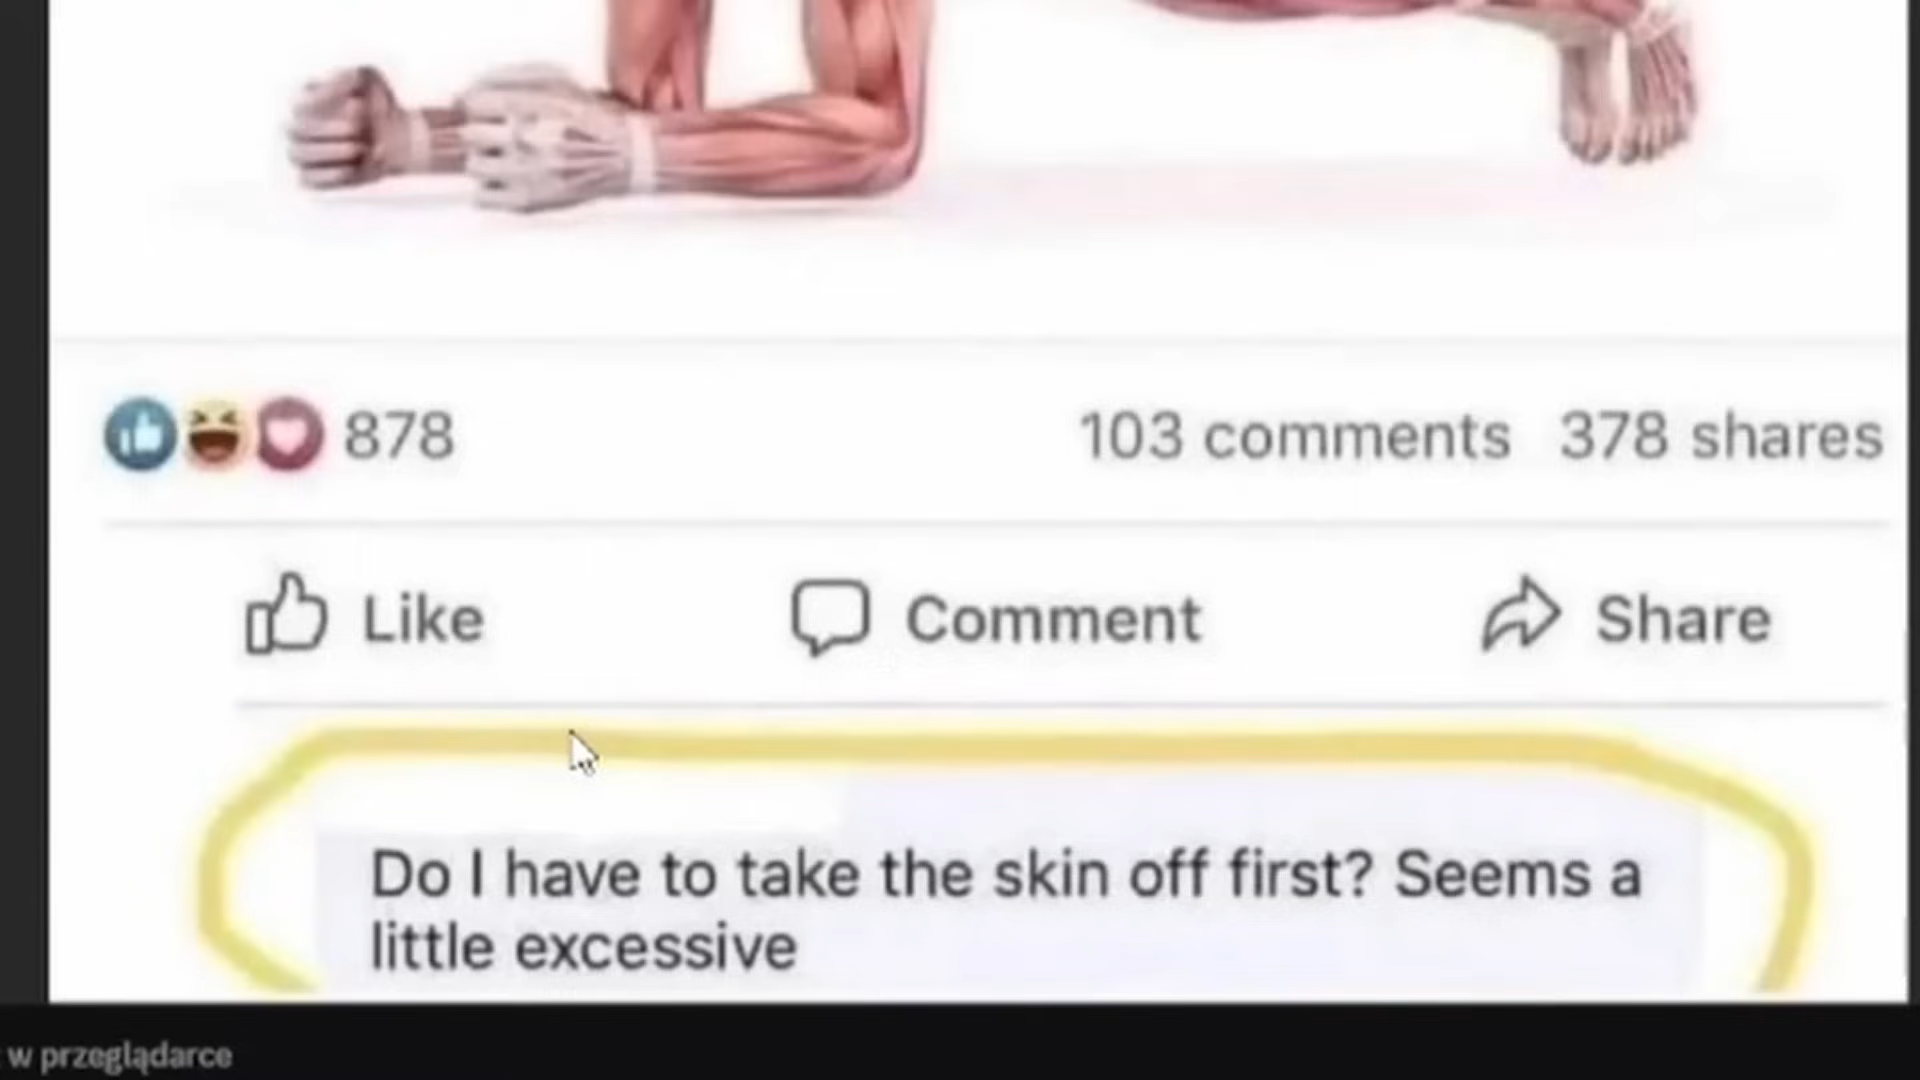 878
103 comments 378 shares
Like Comment Share
Do I have to take the skin off first? Seems a
little excessive
w przeglądarce